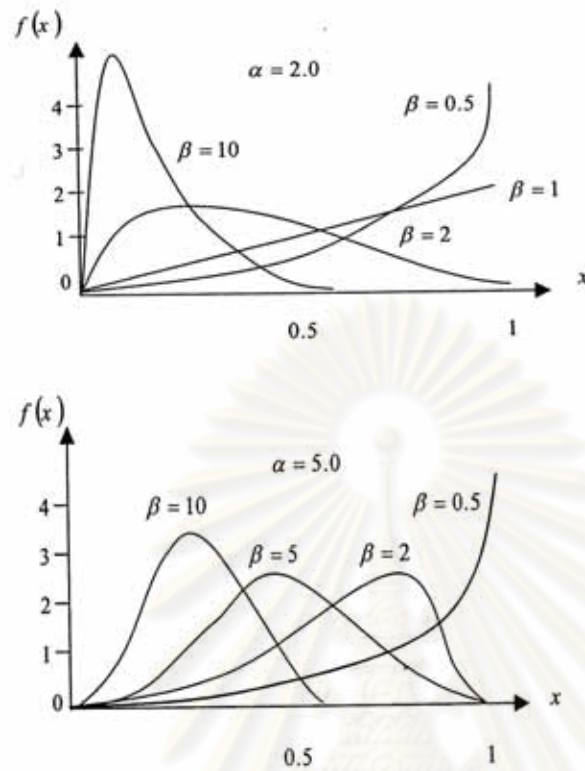 f(x)
α = 2.0
4
β = 0.5
3
β = 10
2
β = 1
1
β = 2
0
x
0.5 1
f(x)
α = 5.0
4
β = 10
β = 0.5
3
β = 5
β = 2
2
1
0
x
0.5 1